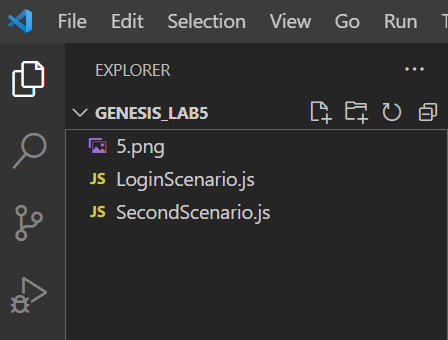 File Edit Selection View Go Run
EXPLORER
GENESIS_LAB5
5.png
JS LoginScenario.js
JS SecondScenario.js